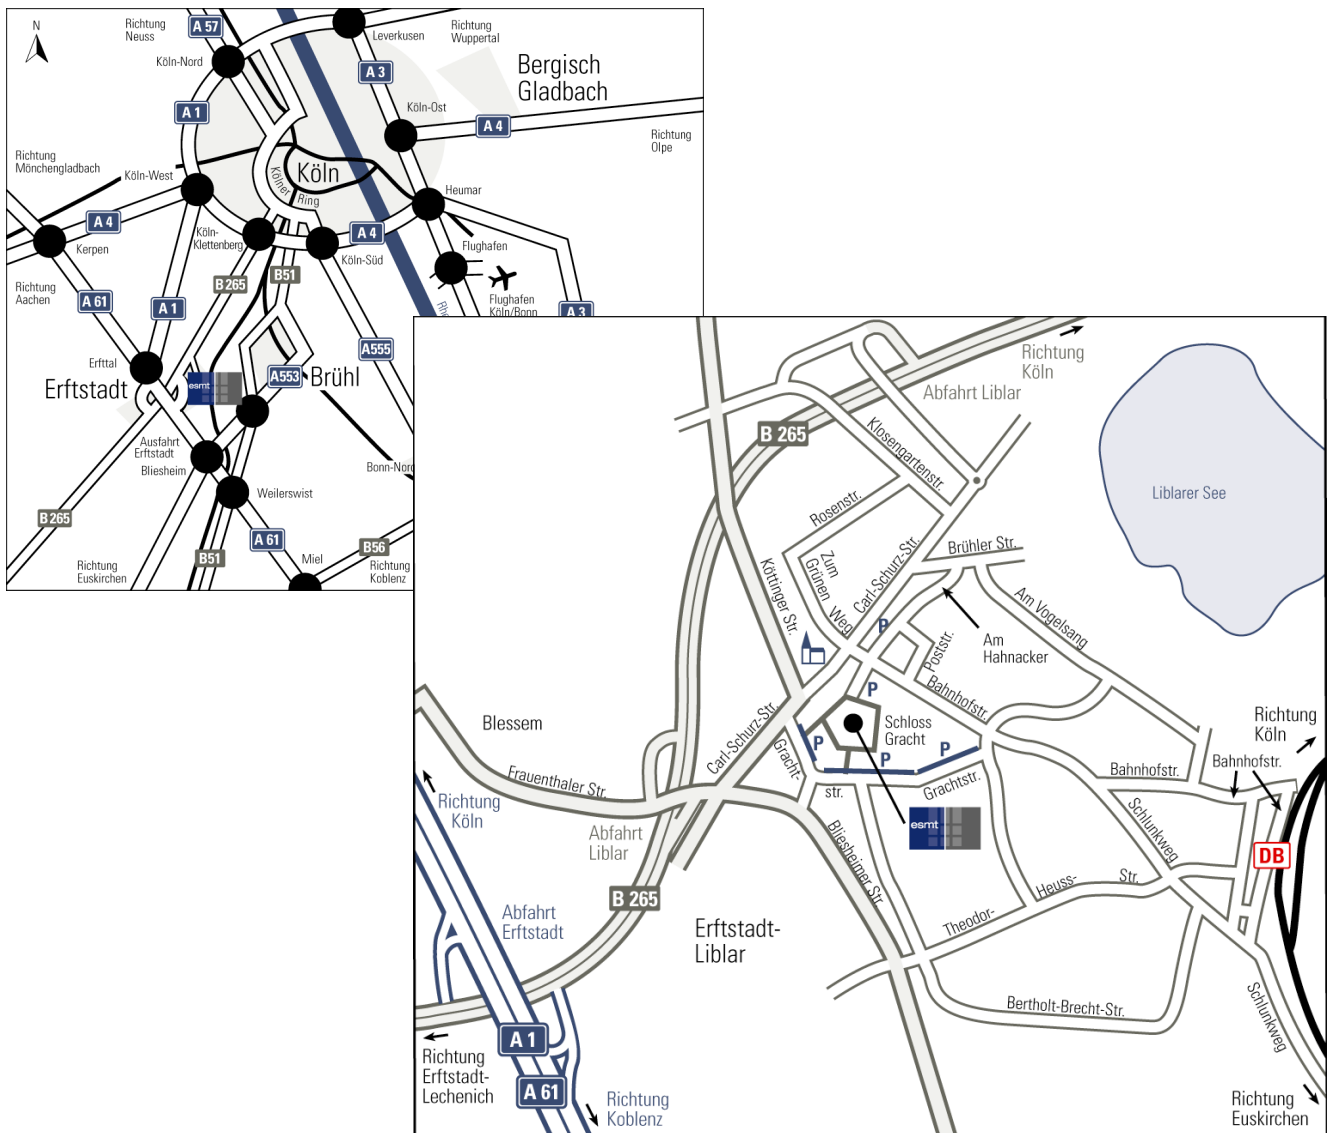 N
Richtung
Neuss
A 57
Leverkusen
Richtung
Wuppertal
Köln-Nord
A 3
Bergisch
Gladbach
A 1
Köln-Ost
A 4
Richtung
Olpe
Richtung
Mönchengladbach
Köln-West
Köln
Kölner
Ring
Heumar
A 4
Köln-
Klettenberg
A 4
Kerpen
Köln-Süd
Flughafen
Richtung
Aachen
A 61
A 1
B 265
B51
Flughafen
Köln/Bonn
A 3
Erfttal
A555
Erftstadt
esmt
A553
Brühl
Ausfahrt
Erftstadt
Bliesheim
Bonn-Nord
Weilerswist
B 265
A 61
B51
B56
Miel
Richtung
Euskirchen
Richtung
Koblenz
Richtung
Köln
Abfahrt Liblar
B 265
Klosengartenstr.
Liblarer See
Rosenstr.
Brühler Str.
Zum
Grünen
Weg
Carl-Schurz-Str.
Köttinger Str.
Am Vogelsang
P
Poststr.
Am
Hahnacker
P
Bahnhofstr.
Carl-Schurz-Str.
Blessem
Schloss
Gracht
Richtung
Köln
P
P
P
Gracht-
str.
Grachtstr.
Bahnhofstr.
Bahnhofstr.
Frauenthaler Str.
Richtung
Köln
Abfahrt
Liblar
esmt
Bliesheimer Str.
Schlunkweg
DB
B 265
Abfahrt
Erftstadt
Erftstadt-
Liblar
Theodor-
Heuss-
Str.
Bertholt-Brecht-Str.
Schlunkweg
A 1
Richtung
Erftstadt-
Lechenich
A 61
Richtung
Koblenz
Richtung
Euskirchen